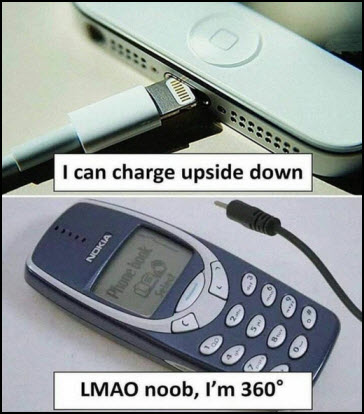 I can charge upside down
NOKIA
Phone book
Select
LMAO noob, I'm 360°